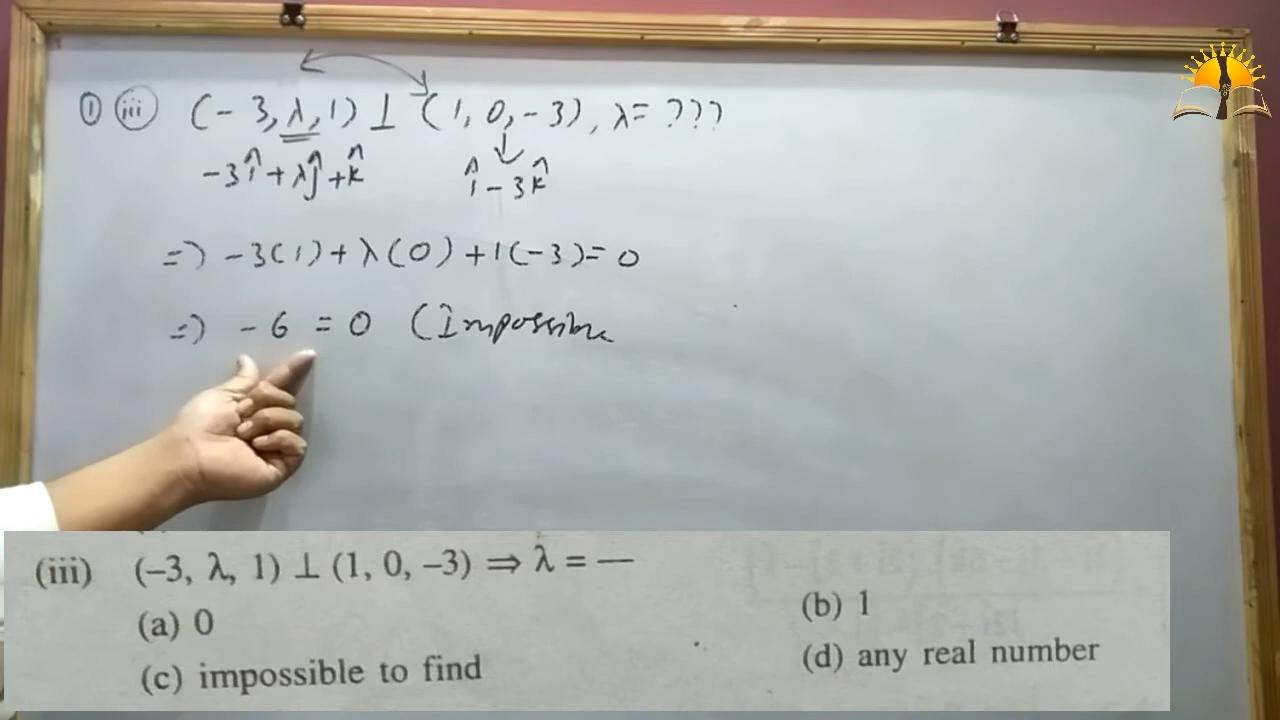 ① (iii) (-3, λ, 1) ⊥ (1, 0, -3), λ = ???
-3î + λĵ + k̂ î - 3k̂
=) -3(1) + λ(0) + 1(-3) = 0
=) -6 = 0 (Impossible
(iii) (–3, λ, 1) ⊥ (1, 0, –3) ⇒ λ = —
(a) 0 (b) 1
(c) impossible to find (d) any real number